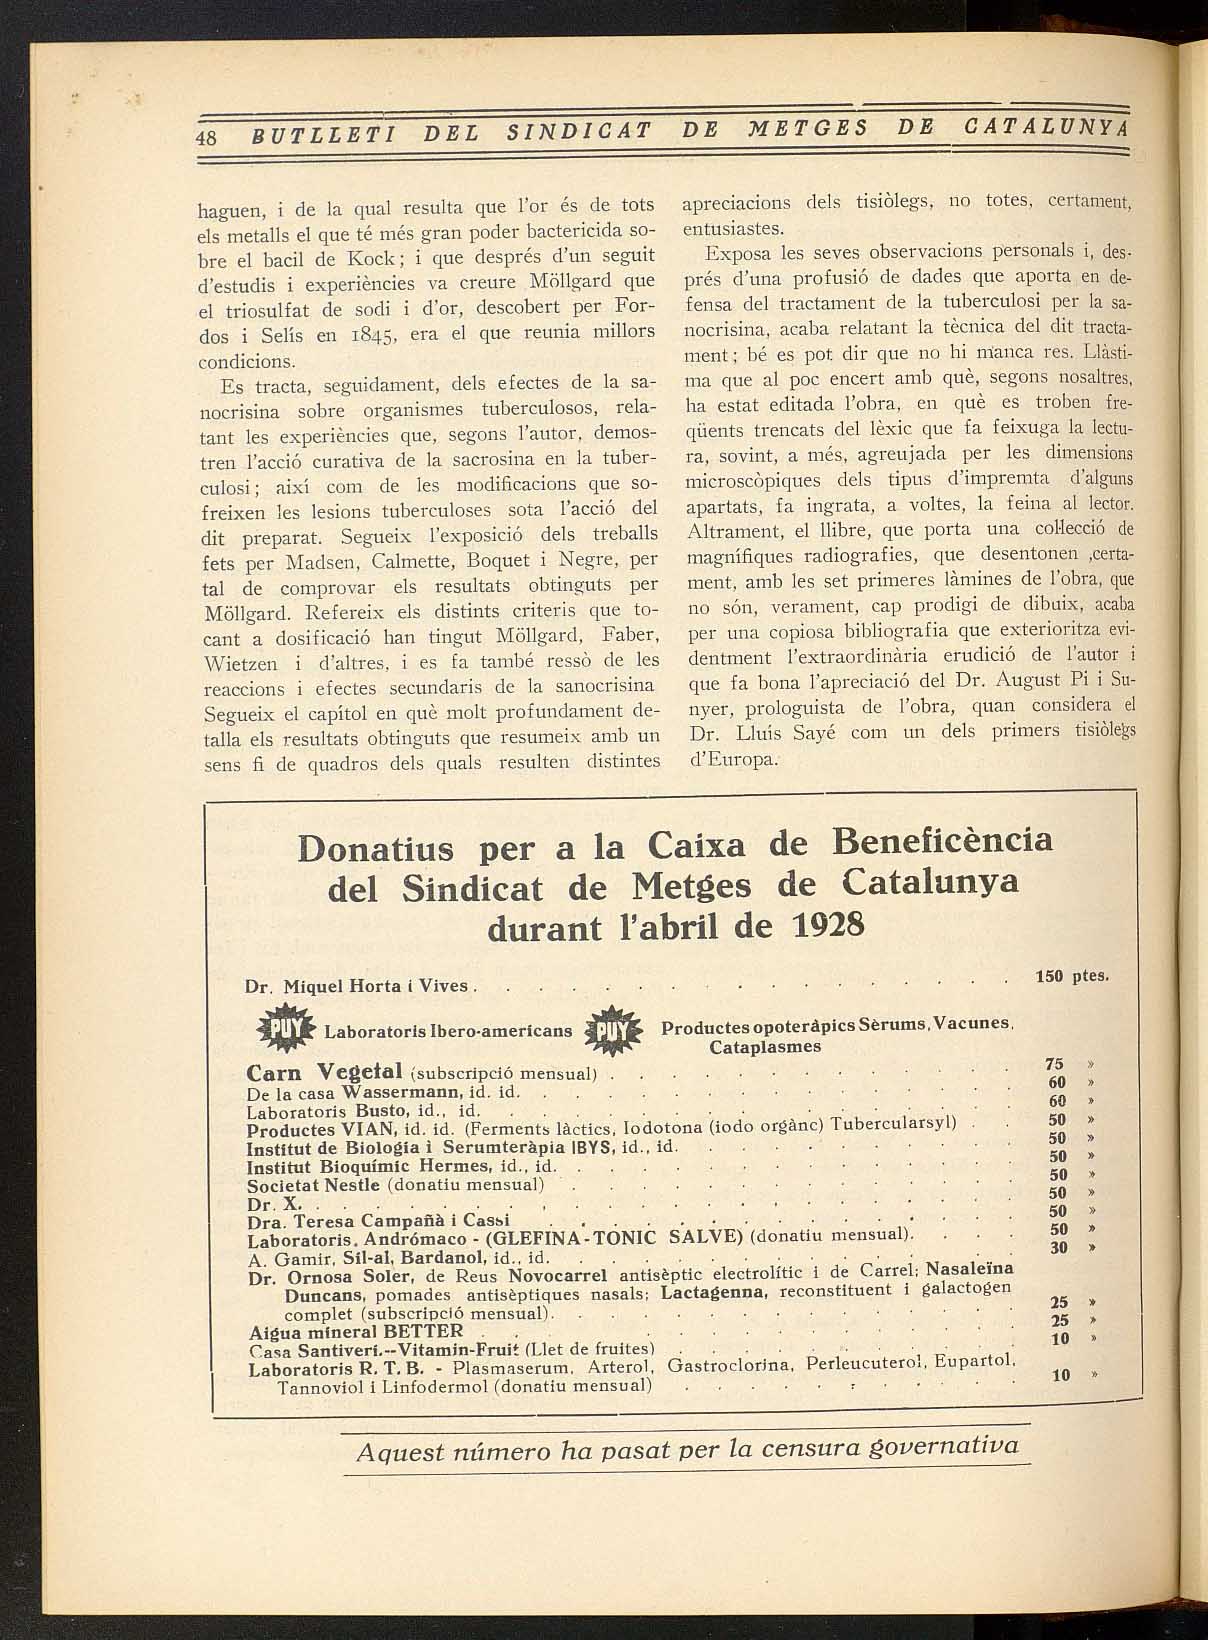 48 BUTLLETI DEL SINDICAT DE METGES DE CATALUNYA
haguen, i de la qual resulta que l'or és de tots
els metalls el que té més gran poder bactericida so-
bre el bacil de Kock; i que després d'un seguit
d'estudis i experiències va creure Möllgard que
el triosulfat de sodi i d'or, descobert per For-
dos i Selís en 1845, era el que reunia millors
condicions.
Es tracta, seguidament, dels efectes de la sa-
nocrisina sobre organismes tuberculosos, rela-
tant les experiències que, segons l'autor, demos-
tren l'acció curativa de la sacrosina en la tuber-
culosi; així com de les modificacions que so-
freixen les lesions tuberculoses sota l'acció del
dit preparat. Segueix l'exposició dels treballs
fets per Madsen, Calmette, Boquet i Negre, per
tal de comprovar els resultats obtinguts per
Möllgard. Refereix els distints criteris que to-
cant a dosificació han tingut Möllgard, Faber,
Wietzen i d'altres, i es fa també ressò de les
reaccions i efectes secundaris de la sanocrisina
Segueix el capítol en què molt profundament de-
talla els resultats obtinguts que resumeix amb un
sens fi de quadros dels quals resulten distintes
apreciacions dels tisiòlegs, no totes, certament,
entusiastes.
Exposa les seves observacions personals i, des-
prés d'una profusió de dades que aporta en de-
fensa del tractament de la tuberculosi per la sa-
nocrisina, acaba relatant la tècnica del dit tracta-
ment; bé es pot dir que no hi manca res. Llàsti-
ma que al poc encert amb què, segons nosaltres,
ha estat editada l'obra, en què es troben fre-
qüents trencats del lèxic que fa feixuga la lectu-
ra, sovint, a més, agreujada per les dimensions
microscòpiques dels tipus d'impremta d'alguns
apartats, fa ingrata, a voltes, la feina al lector.
Altrament, el llibre, que porta una col·lecció de
magnífiques radiografies, que desentonen ,certa-
ment, amb les set primeres làmines de l'obra, que
no són, verament, cap prodigi de dibuix, acaba
per una copiosa bibliografia que exterioritza evi-
dentment l'extraordinària erudició de l'autor i
que fa bona l'apreciació del Dr. August Pi i Su-
nyer, prologuista de l'obra, quan considera el
Dr. Lluís Sayé com un dels primers tisiòlegs
d'Europa.
Donatius per a la Caixa de Beneficència
del Sindicat de Metges de Catalunya
durant l'abril de 1928
Dr. Miquel Horta i Vives . . . . . . . . . . . . . . . . . 150 ptes.
PUY Laboratoris Ibero-americans PUY Productes opoteràpics Sèrums, Vacunes,
Cataplasmes
Carn Vegetal (subscripció mensual) . . . . . . . . . . . . . 75 »
De la casa Wassermann, id. id. . . . . . . . . . . . . . . . 60 »
Laboratoris Busto, id., id. . . . . . . . . . . . . . . . . 60 »
Productes VIAN, id. id. (Ferments làctics, Iodotona (iodo orgànc) Tubercularsyl) . . 50 »
Institut de Biologia i Serumteràpia IBYS, id., id. . . . . . . . . . . 50 »
Institut Bioquímic Hermes, id., id. . . . . . . . . . . . . . . 50 »
Societat Nestle (donatiu mensual) . . . . . . . . . . . . . . 50 »
Dr. X. . . . . . . . . . . . . . . . . . . . . . . 50 »
Dra. Teresa Campañà i Cassi . . . . . . . . . . . . . . . 50 »
Laboratoris. Andrómaco - (GLEFINA - TONIC SALVE) (donatiu mensual). . . . 50 »
A. Gamir, Sil-al, Bardanol, id., id. . . . . . . . . . . . . . . 30 »
Dr. Ornosa Soler, de Reus Novocarrel antisèptic electrolític i de Carrel; Nasaleïna
Duncans, pomades antisèptiques nasals; Lactagenna, reconstituent i galactogen
complet (subscripció mensual). . . . . . . . . . . . . . . 25 »
Aigua mineral BETTER . . . . . . . . . . . . . . . . . 25 »
Casa Santiveri.--Vitamin-Fruit (Llet de fruites) . . . . . . . . . . . 10 »
Laboratoris R. T. B. - Plasmaserum, Arterol, Gastroclorina, Perleucuterol, Eupartol,
Tannoviol i Linfodermol (donatiu mensual) . . . . . . . . . . . 10 »
Aquest número ha pasat per la censura governativa